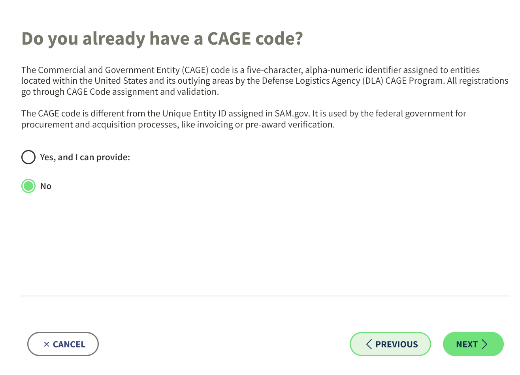 Do you already have a CAGE code?
The Commercial and Government Entity (CAGE) code is a five-character, alpha-numeric identifier assigned to entities
located within the United States and its outlying areas by the Defense Logistics Agency (DLA) CAGE Program. All registrations
go through CAGE Code assignment and validation.
The CAGE code is different from the Unique Entity ID assigned in SAM.gov. It is used by the federal government for
procurement and acquisition processes, like invoicing or pre-award verification.
Yes, and I can provide:
No
× CANCEL
PREVIOUS
NEXT